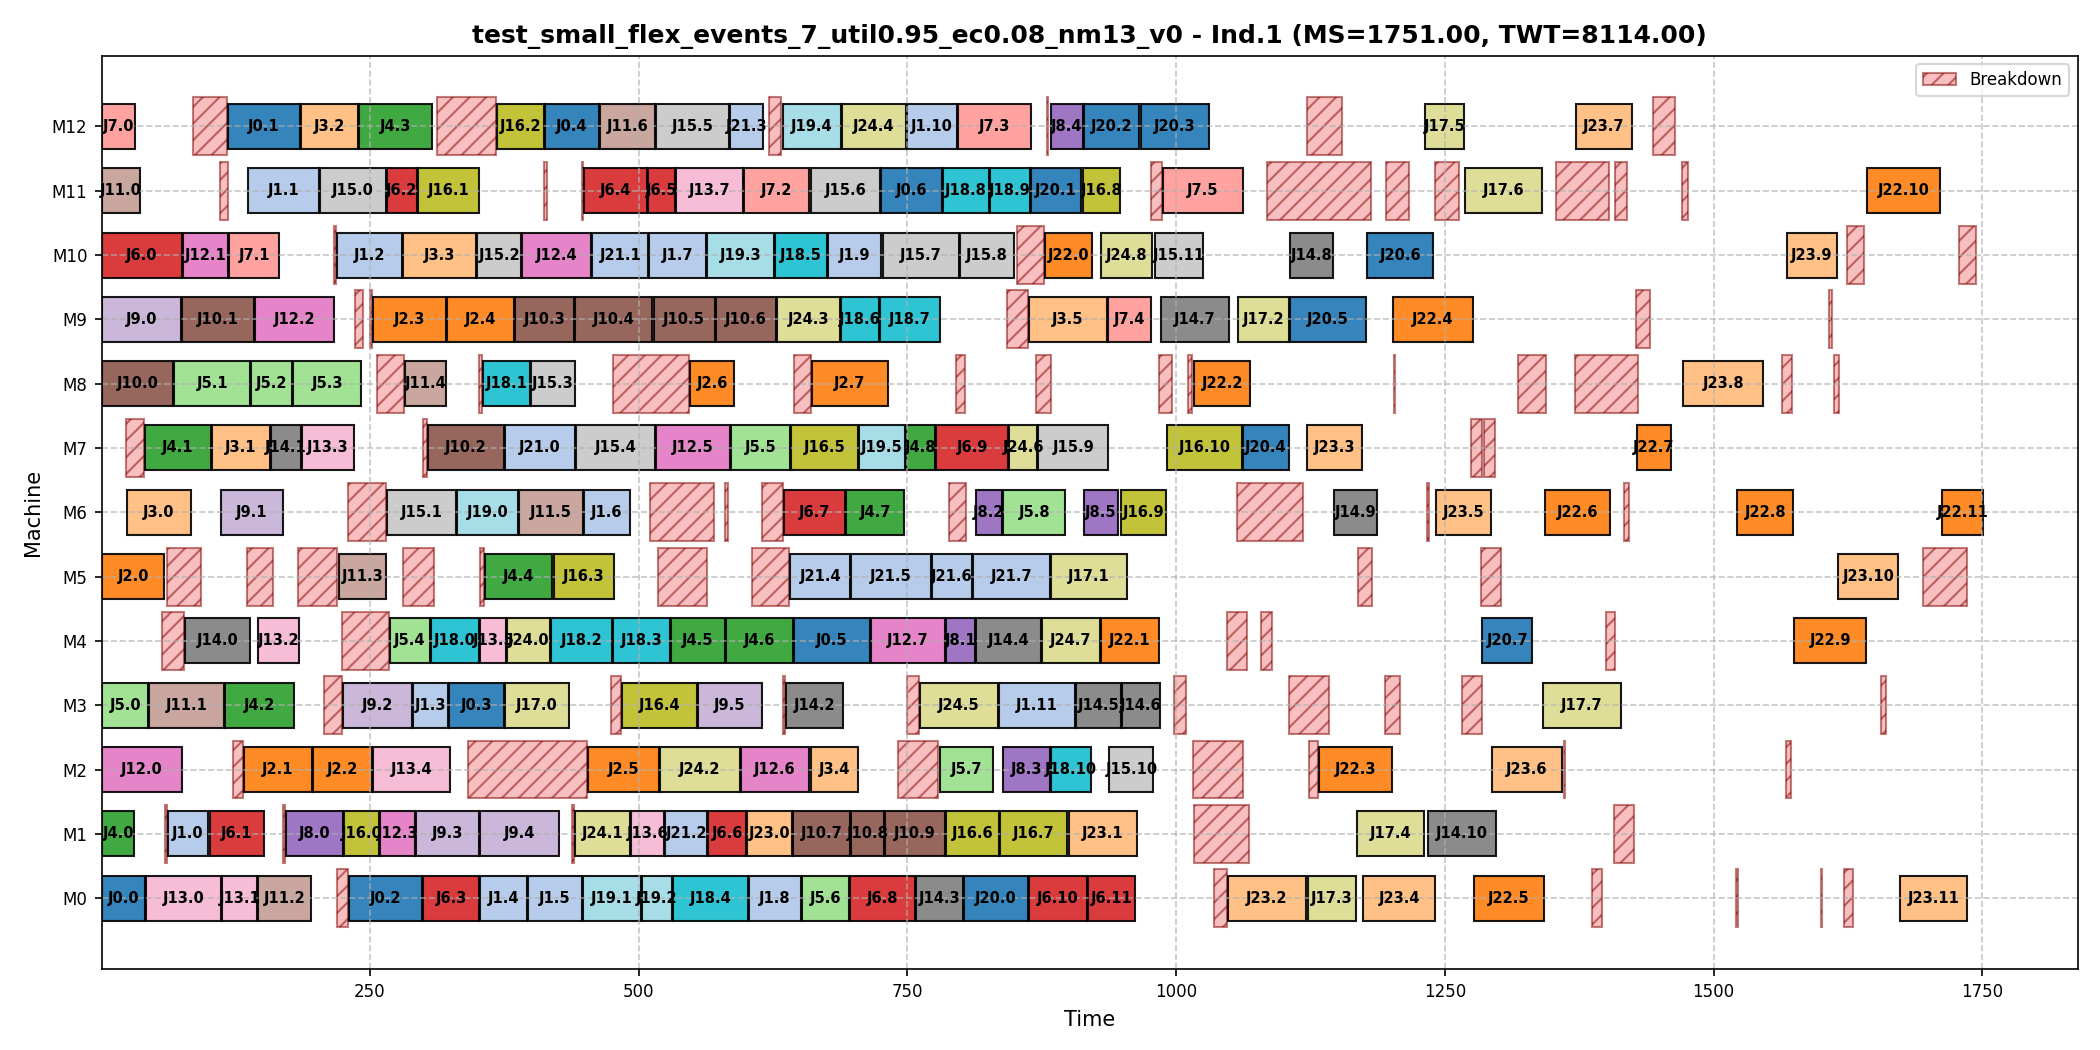 test_small_flex_events_7_util0.95_ec0.08_nm13_v0 - Ind.1 (MS=1751.00, TWT=8114.00)
Breakdown
M12 J7.0 J0.1 J3.2 J4.3 J16.2 J0.4 J11.6 J15.5 J21.3 J19.4 J24.4 J1.10 J7.3 J8.4 J20.2 J20.3 J17.5 J23.7
M11 J11.0 J1.1 J15.0 J6.2 J16.1 J6.4 J6.5 J13.7 J7.2 J15.6 J0.6 J18.8 J18.9 J20.1 J16.8 J7.5 J17.6 J22.10
M10 J6.0 J12.1 J7.1 J1.2 J3.3 J15.2 J12.4 J21.1 J1.7 J19.3 J18.5 J1.9 J15.7 J15.8 J22.0 J24.8 J15.11 J14.8 J20.6 J23.9
M9 J9.0 J10.1 J12.2 J2.3 J2.4 J10.3 J10.4 J10.5 J10.6 J24.3 J18.6 J18.7 J3.5 J7.4 J14.7 J17.2 J20.5 J22.4
M8 J10.0 J5.1 J5.2 J5.3 J11.4 J18.1 J15.3 J2.6 J2.7 J22.2 J23.8
M7 J4.1 J3.1 J14.1 J13.3 J10.2 J21.0 J15.4 J12.5 J5.5 J16.5 J19.5 J4.8 J6.9 J24.6 J15.9 J16.10 J20.4 J23.3 J22.7
M6 J3.0 J9.1 J15.1 J19.0 J11.5 J1.6 J6.7 J4.7 J8.2 J5.8 J8.5 J16.9 J14.9 J23.5 J22.6 J22.8 J22.11
M5 J2.0 J11.3 J4.4 J16.3 J21.4 J21.5 J21.6 J21.7 J17.1 J23.10
M4 J14.0 J13.2 J5.4 J18.0 J13.5 J24.0 J18.2 J18.3 J4.5 J4.6 J0.5 J12.7 J8.1 J14.4 J24.7 J22.1 J20.7 J22.9
M3 J5.0 J11.1 J4.2 J9.2 J1.3 J0.3 J17.0 J16.4 J9.5 J14.2 J24.5 J1.11 J14.5 J14.6 J17.7
M2 J12.0 J2.1 J2.2 J13.4 J2.5 J24.2 J12.6 J3.4 J5.7 J8.3 J18.10 J15.10 J22.3 J23.6
M1 J4.0 J1.0 J6.1 J8.0 J16.0 J12.3 J9.3 J9.4 J24.1 J13.6 J21.2 J6.6 J23.0 J10.7 J10.8 J10.9 J16.6 J16.7 J23.1 J17.4 J14.10
M0 J0.0 J13.0 J13.1 J11.2 J0.2 J6.3 J1.4 J1.5 J19.1 J19.2 J18.4 J1.8 J5.6 J6.8 J14.3 J20.0 J6.10 J6.11 J23.2 J17.3 J23.4 J22.5 J23.11
250 500 750 1000 1250 1500 1750
Time
Machine